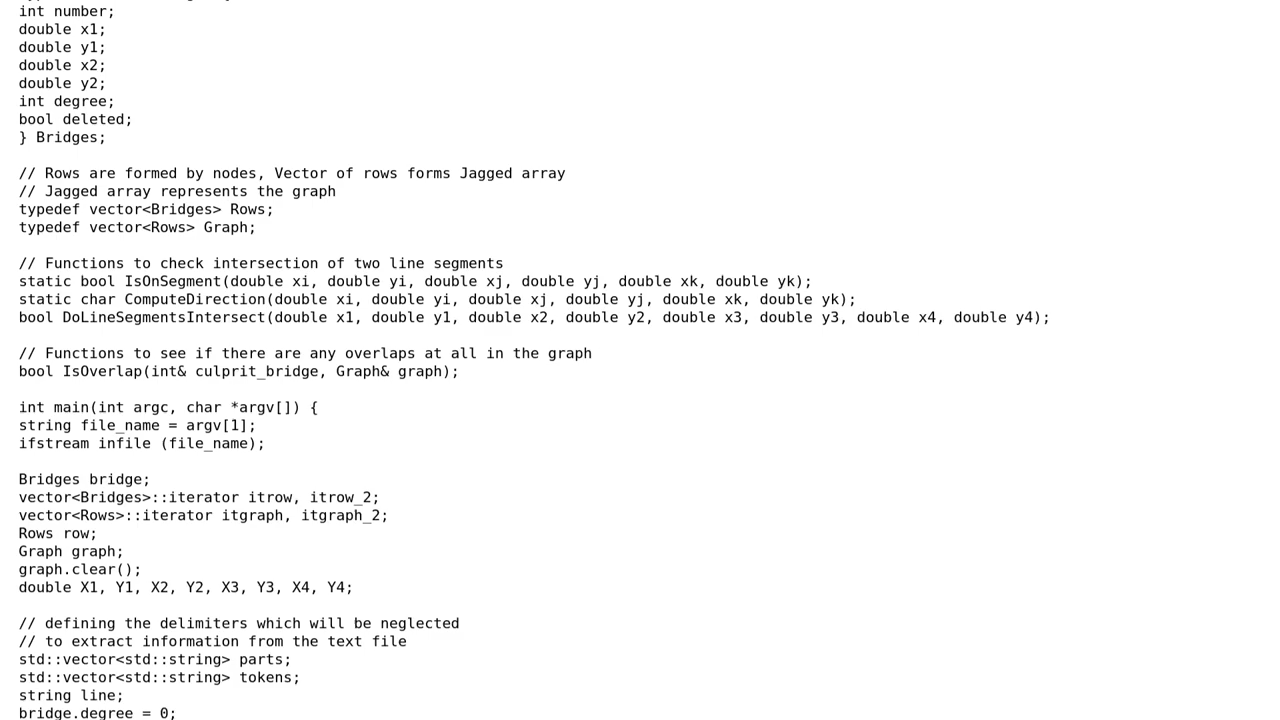 int number;
double x1;
double y1;
double x2;
double y2;
int degree;
bool deleted;
} Bridges;
// Rows are formed by nodes, Vector of rows forms Jagged array
// Jagged array represents the graph
typedef vector<Bridges> Rows;
typedef vector<Rows> Graph;
// Functions to check intersection of two line segments
static bool IsOnSegment(double xi, double yi, double xj, double yj, double xk, double yk);
static char ComputeDirection(double xi, double yi, double xj, double yj, double xk, double yk);
bool DoLineSegmentsIntersect(double x1, double y1, double x2, double y2, double x3, double y3, double x4, double y4);
// Functions to see if there are any overlaps at all in the graph
bool IsOverlap(int& culprit_bridge, Graph& graph);
int main(int argc, char *argv[]) {
string file_name = argv[1];
ifstream infile (file_name);
Bridges bridge;
vector<Bridges>::iterator itrow, itrow_2;
vector<Rows>::iterator itgraph, itgraph_2;
Rows row;
Graph graph;
graph.clear();
double X1, Y1, X2, Y2, X3, Y3, X4, Y4;
// defining the delimiters which will be neglected
// to extract information from the text file
std::vector<std::string> parts;
std::vector<std::string> tokens;
string line;
bridge.degree = 0;